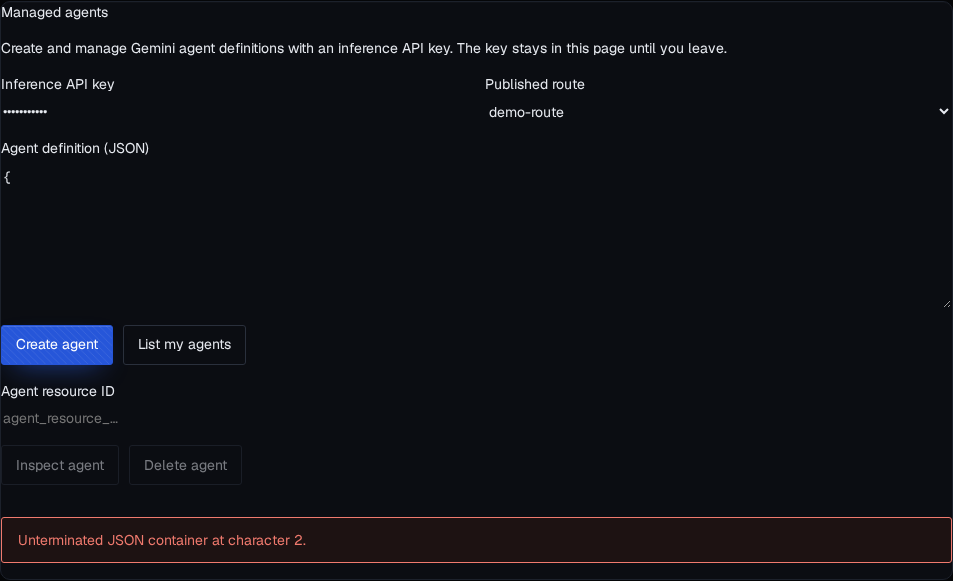 Managed agents
Create and manage Gemini agent definitions with an inference API key. The key stays in this page until you leave.
Inference API key
Published route
•••••••••••
demo-route
Agent definition (JSON)
{
Create agent
List my agents
Agent resource ID
agent_resource_...
Inspect agent
Delete agent
Unterminated JSON container at character 2.